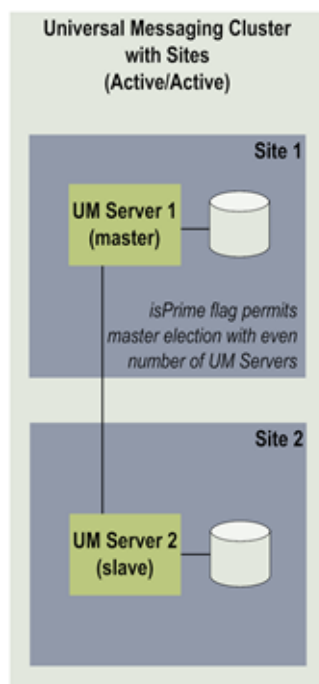 Universal Messaging Cluster
with Sites
(Active/Active)
Site 1
UM Server 1
(master)
isPrime flag permits
master election with even
number of UM Servers
Site 2
UM Server 2
(slave)